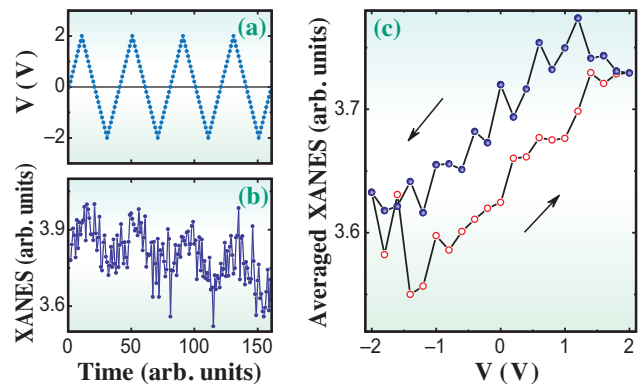 (a)
V (V)
2
0
−2
(b)
XANES
(arb. units)
3.9
3.6
0 50 100 150
Time (arb. units)
(c)
Averaged XANES (arb. units)
3.7
3.6
−2 −1 0 1 2
V (V)